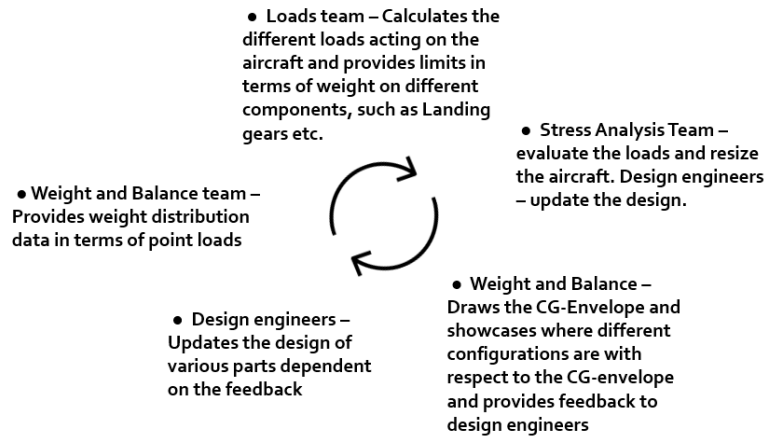 ● Loads team – Calculates the
different loads acting on the
aircraft and provides limits in
terms of weight on different
components, such as Landing
gears etc.
● Stress Analysis Team –
evaluate the loads and resize
the aircraft. Design engineers
– update the design.
● Weight and Balance –
Draws the CG-Envelope and
showcases where different
configurations are with
respect to the CG-envelope
and provides feedback to
design engineers
● Design engineers –
Updates the design of
various parts dependent
on the feedback
● Weight and Balance team –
Provides weight distribution
data in terms of point loads